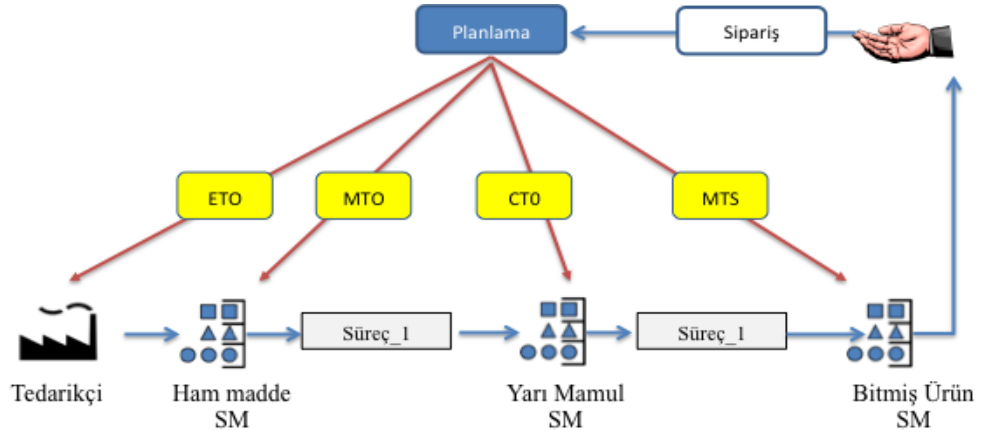 Planlama
Sipariş
ETO
MTO
CT0
MTS
Süreç_1
Süreç_1
Tedarikçi
Ham madde
SM
Yarı Mamul
SM
Bitmiş Ürün
SM